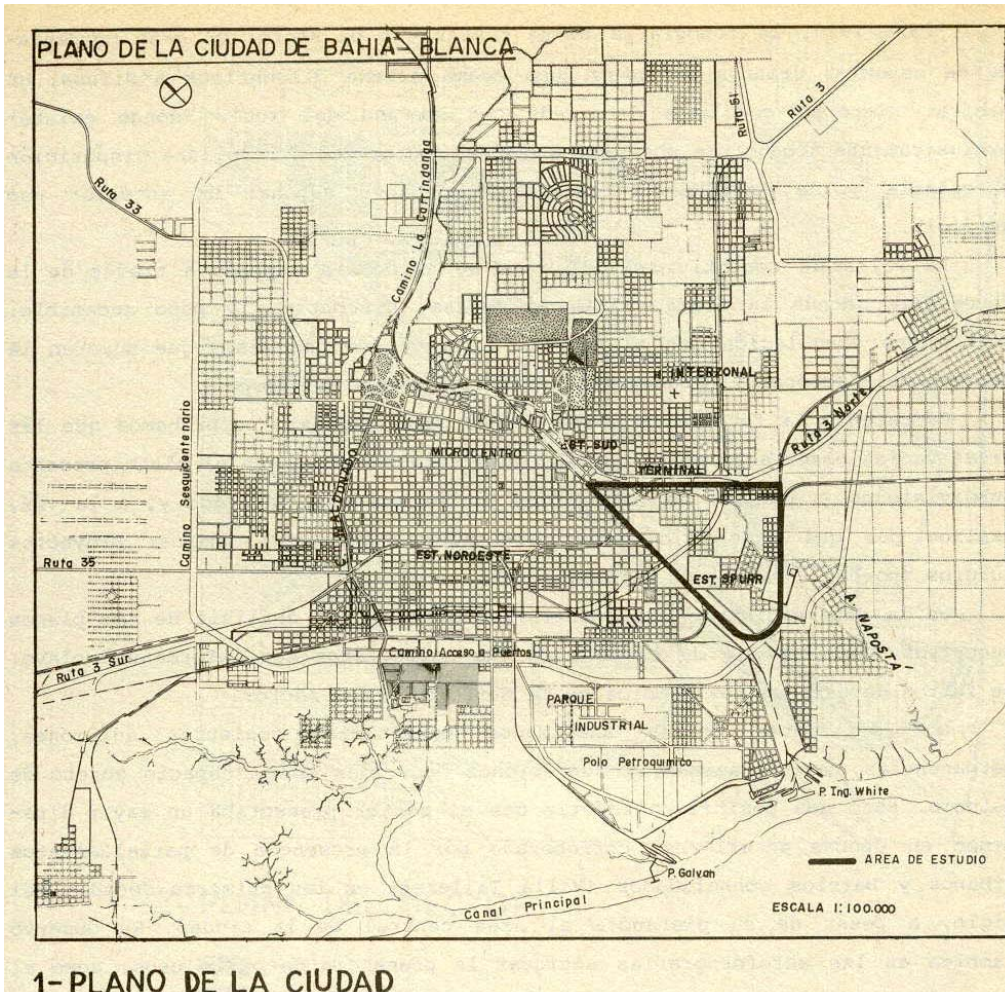 PLANO DE LA CIUDAD DE BAHIA-BLANCA
Ruta 51
Ruta 3
Ruta 33
Camino La Carrindanga
H. INTERZONAL
Ruta 3 Norte
Camino Sesquicentenario
EST. SUD
MICROCENTRO
TERMINAL
C. MALDONADO
EST. NOROESTE
Ruta 35
EST. SPURR
A. NAPOSTA
Camino Acceso a Puertos
Ruta 3 Sur
PARQUE
INDUSTRIAL
Polo Petroquimico
P. Ing. White
AREA DE ESTUDIO
P. Galvan
Canal Principal
ESCALA 1:100.000
1-PLANO DE LA CIUDAD